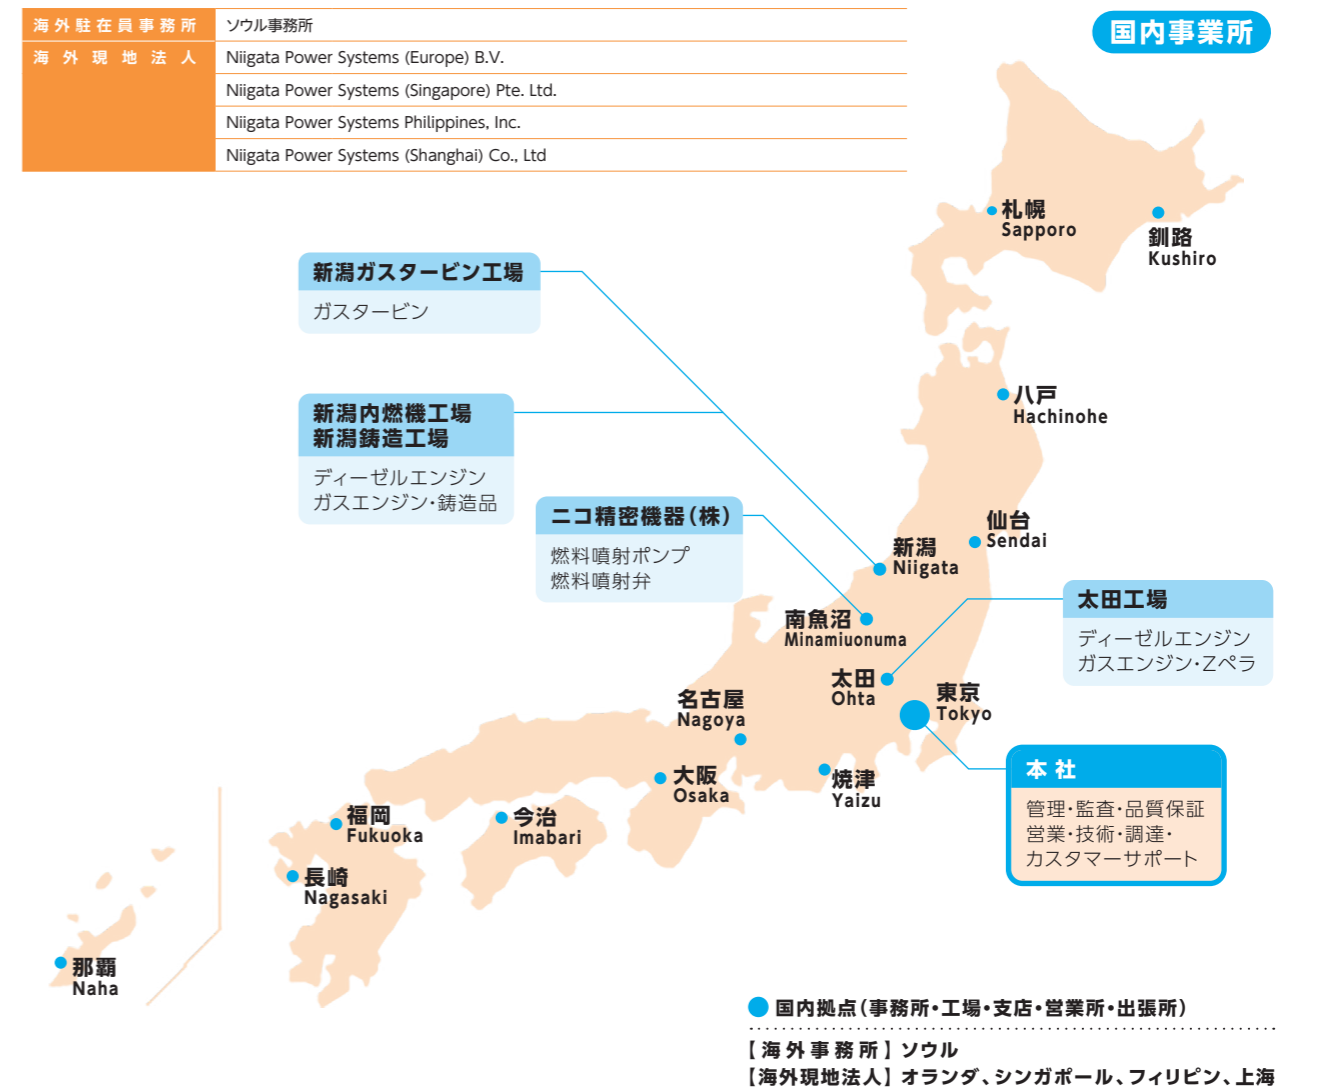 海外駐在員事務所 ソウル事務所
海外現地法人 Niigata Power Systems (Europe) B.V.
Niigata Power Systems (Singapore) Pte. Ltd.
Niigata Power Systems Philippines, Inc.
Niigata Power Systems (Shanghai) Co., Ltd
国内事業所
札幌
Sapporo
釧路
Kushiro
新潟ガスタービン工場
ガスタービン
新潟内燃機工場
新潟鋳造工場
ディーゼルエンジン
ガスエンジン・鋳造品
八戸
Hachinohe
ニコ精密機器(株)
燃料噴射ポンプ
燃料噴射弁
仙台
Sendai
新潟
Niigata
南魚沼
Minamiuonuma
太田工場
ディーゼルエンジン
ガスエンジン・Zペラ
太田
Ohta
東京
Tokyo
名古屋
Nagoya
本社
管理・監査・品質保証
営業・技術・調達・
カスタマーサポート
大阪
Osaka
焼津
Yaizu
福岡
Fukuoka
今治
Imabari
長崎
Nagasaki
那覇
Naha
国内拠点(事務所・工場・支店・営業所・出張所)
【海外事務所】ソウル
【海外現地法人】オランダ、シンガポール、フィリピン、上海